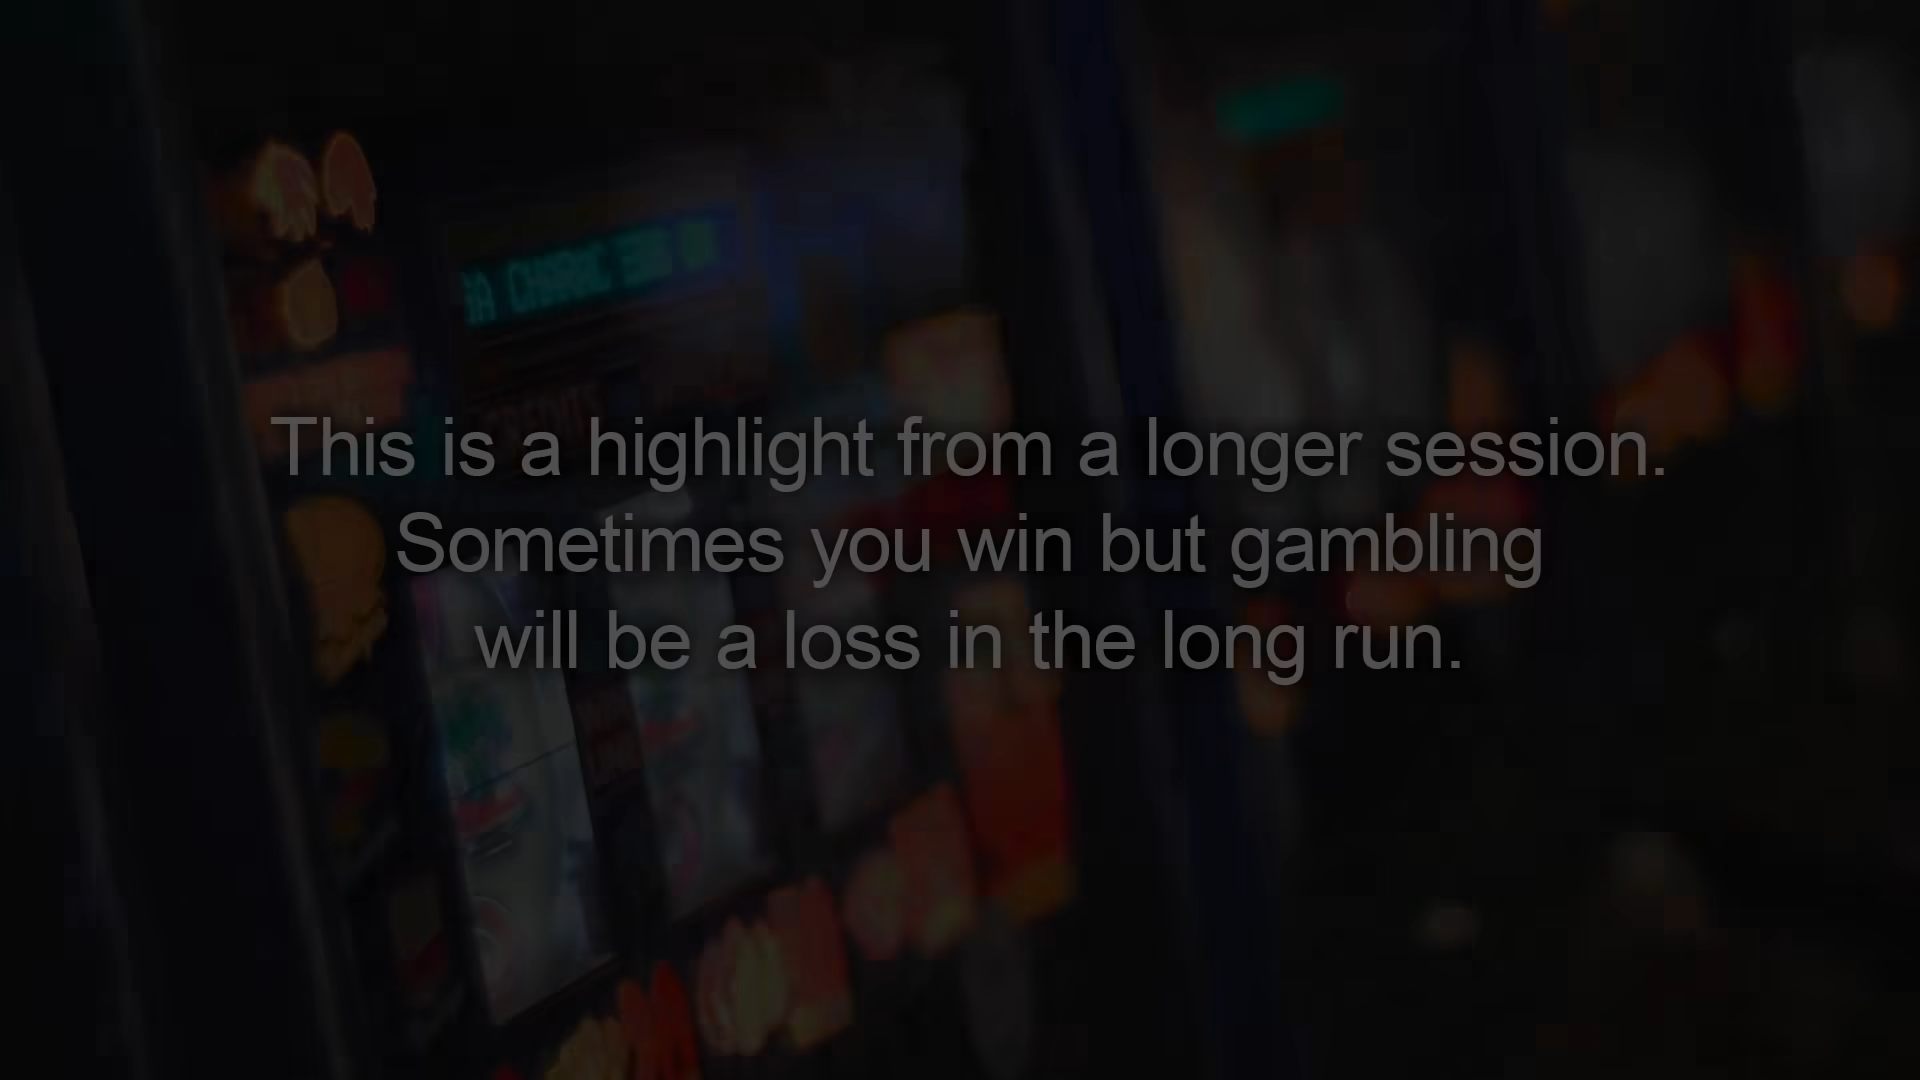 This is a highlight from a longer session.
Sometimes you win but gambling
will be a loss in the long run.